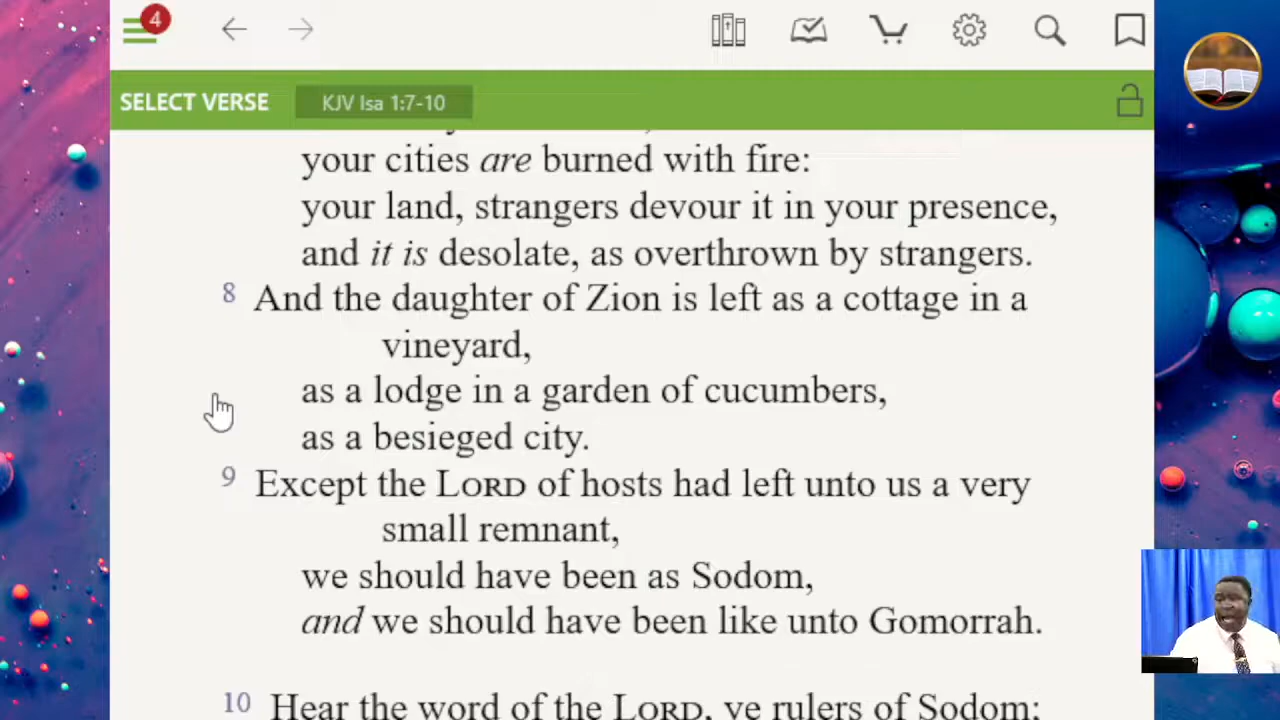 4
SELECT VERSE KJV Isa 1:7-10
your cities are burned with fire:
your land, strangers devour it in your presence,
and it is desolate, as overthrown by strangers.
8 And the daughter of Zion is left as a cottage in a
vineyard,
as a lodge in a garden of cucumbers,
as a besieged city.
9 Except the LORD of hosts had left unto us a very
small remnant,
we should have been as Sodom,
and we should have been like unto Gomorrah.
10 Hear the word of the LORD, ye rulers of Sodom;